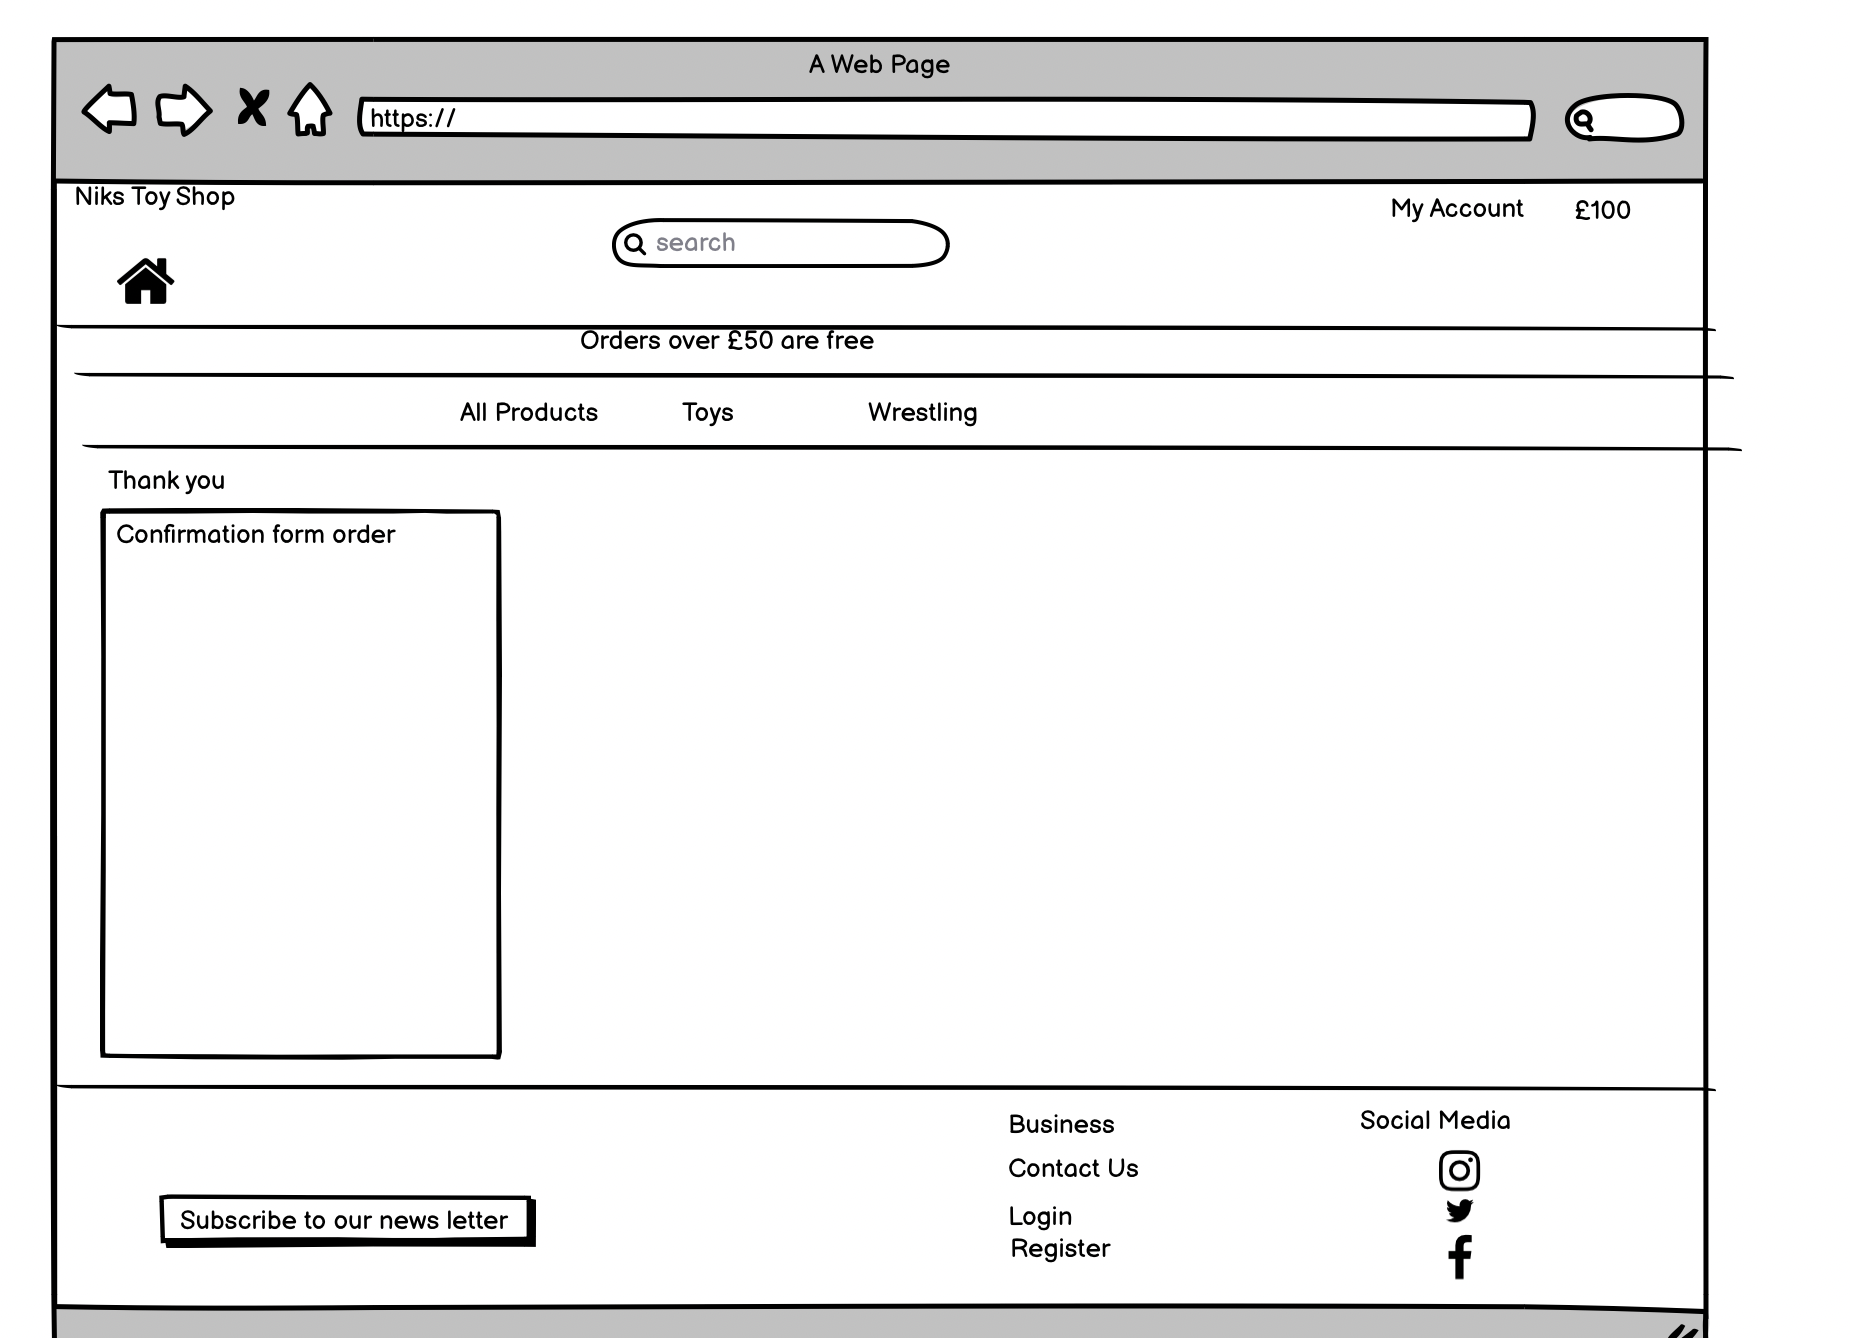 A Web Page
https://
Niks Toy Shop
My Account £100
search
Orders over £50 are free
All Products Toys Wrestling
Thank you
Confirmation form order
Business
Contact Us
Login
Register
Social Media
Subscribe to our news letter